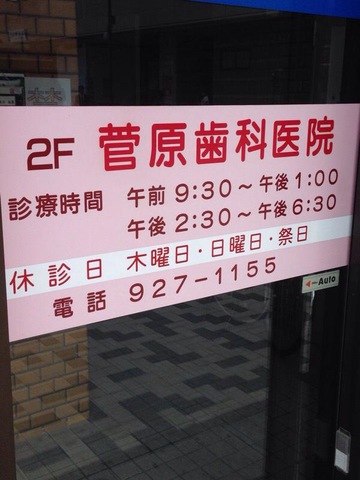 2F 菅原歯科医院
診療時間 午前 9:30～午後 1:00
午後 2:30～午後 6:30
休診日 木曜日・日曜日・祭日
電話 927-1155
Auto